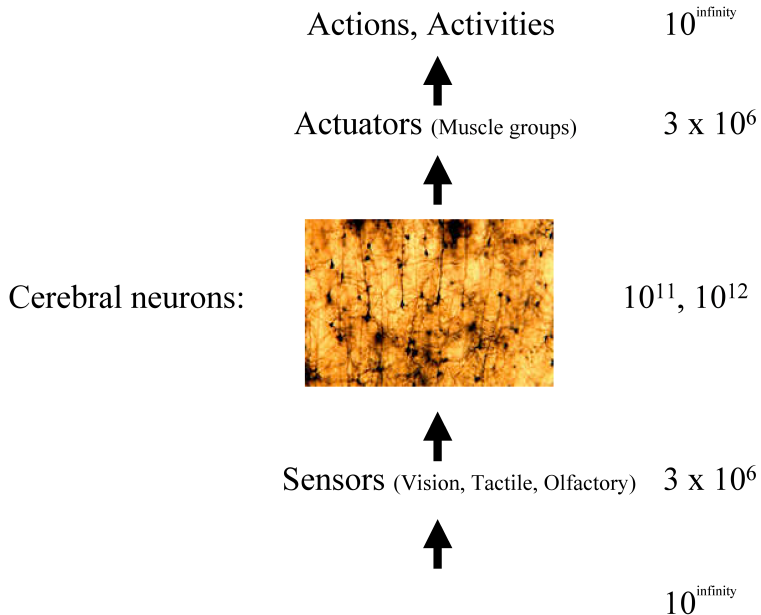 Actions, Activities 10^infinity
Actuators (Muscle groups) 3 x 10^6
Cerebral neurons: 10^11, 10^12
Sensors (Vision, Tactile, Olfactory) 3 x 10^6
10^infinity